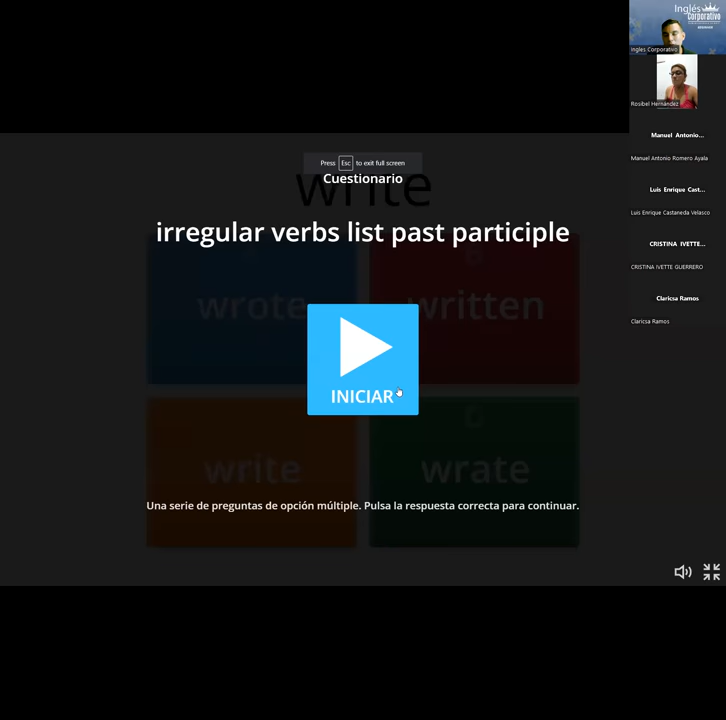 Press Esc to exit full screen
write
Cuestionario
irregular verbs list past participle
wrote
written
INICIAR
write
wrate
Una serie de preguntas de opción múltiple. Pulsa la respuesta correcta para continuar.
Inglés
Corporativo
Ingles Corporativo
Rosibel Hernández
Manuel Antonio...
Manuel Antonio Romero Ayala
Luis Enrique Cast...
Luis Enrique Castaneda Velasco
CRISTINA IVETTE...
CRISTINA IVETTE GUERRERO
Claricsa Ramos
Claricsa Ramos